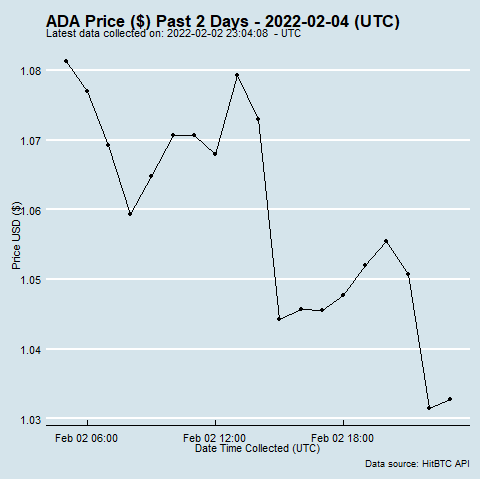 ADA Price ($) Past 2 Days - 2022-02-04 (UTC)
Latest data collected on: 2022-02-02 23:04:08  - UTC
Price USD ($)
1.08
1.07
1.06
1.05
1.04
1.03
Feb 02 06:00
Feb 02 12:00
Feb 02 18:00
Date Time Collected (UTC)
Data source: HitBTC API